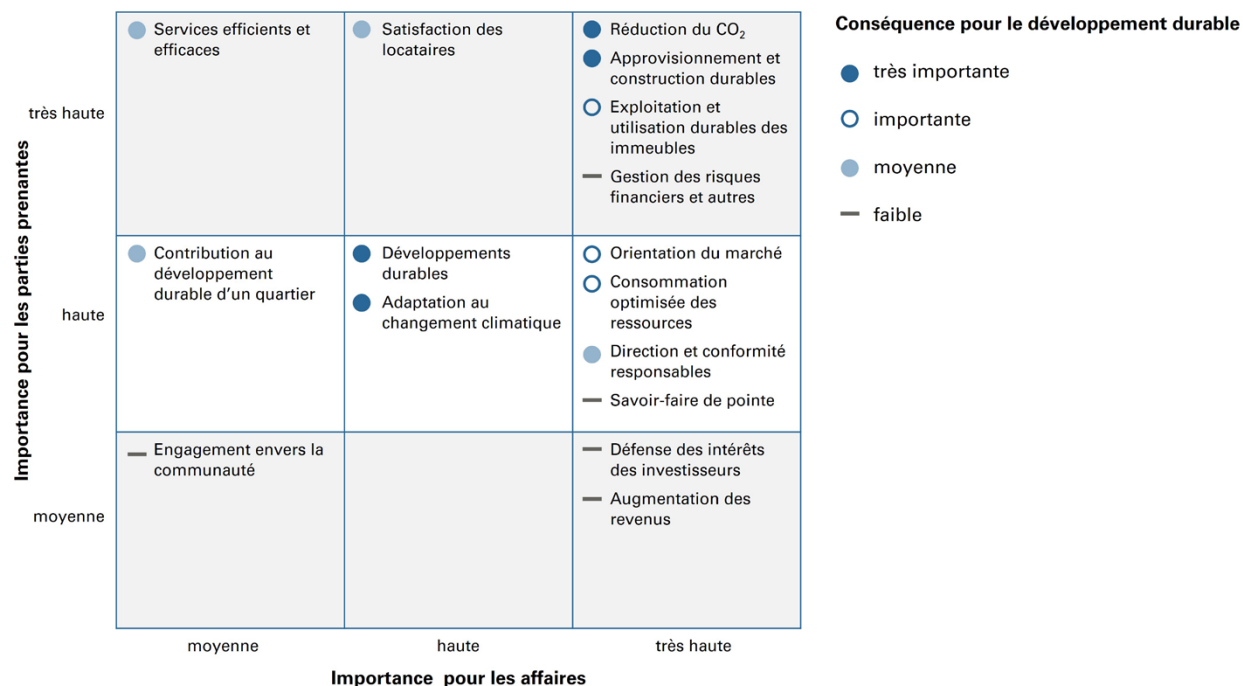 Importance pour les parties prenantes
très haute
Services efficients et
efficaces
Satisfaction des
locataires
Réduction du CO₂
Approvisionnement et
construction durables
Exploitation et
utilisation durables des
immeubles
Gestion des risques
financiers et autres
haute
Contribution au
développement
durable d’un quartier
Développements
durables
Adaptation au
changement climatique
Orientation du marché
Consommation
optimisée des
ressources
Direction et conformité
responsables
Savoir-faire de pointe
moyenne
Engagement envers la
communauté
Défense des intérêts
des investisseurs
Augmentation des
revenus
moyenne
haute
très haute
Importance pour les affaires
Conséquence pour le développement durable
très importante
importante
moyenne
faible